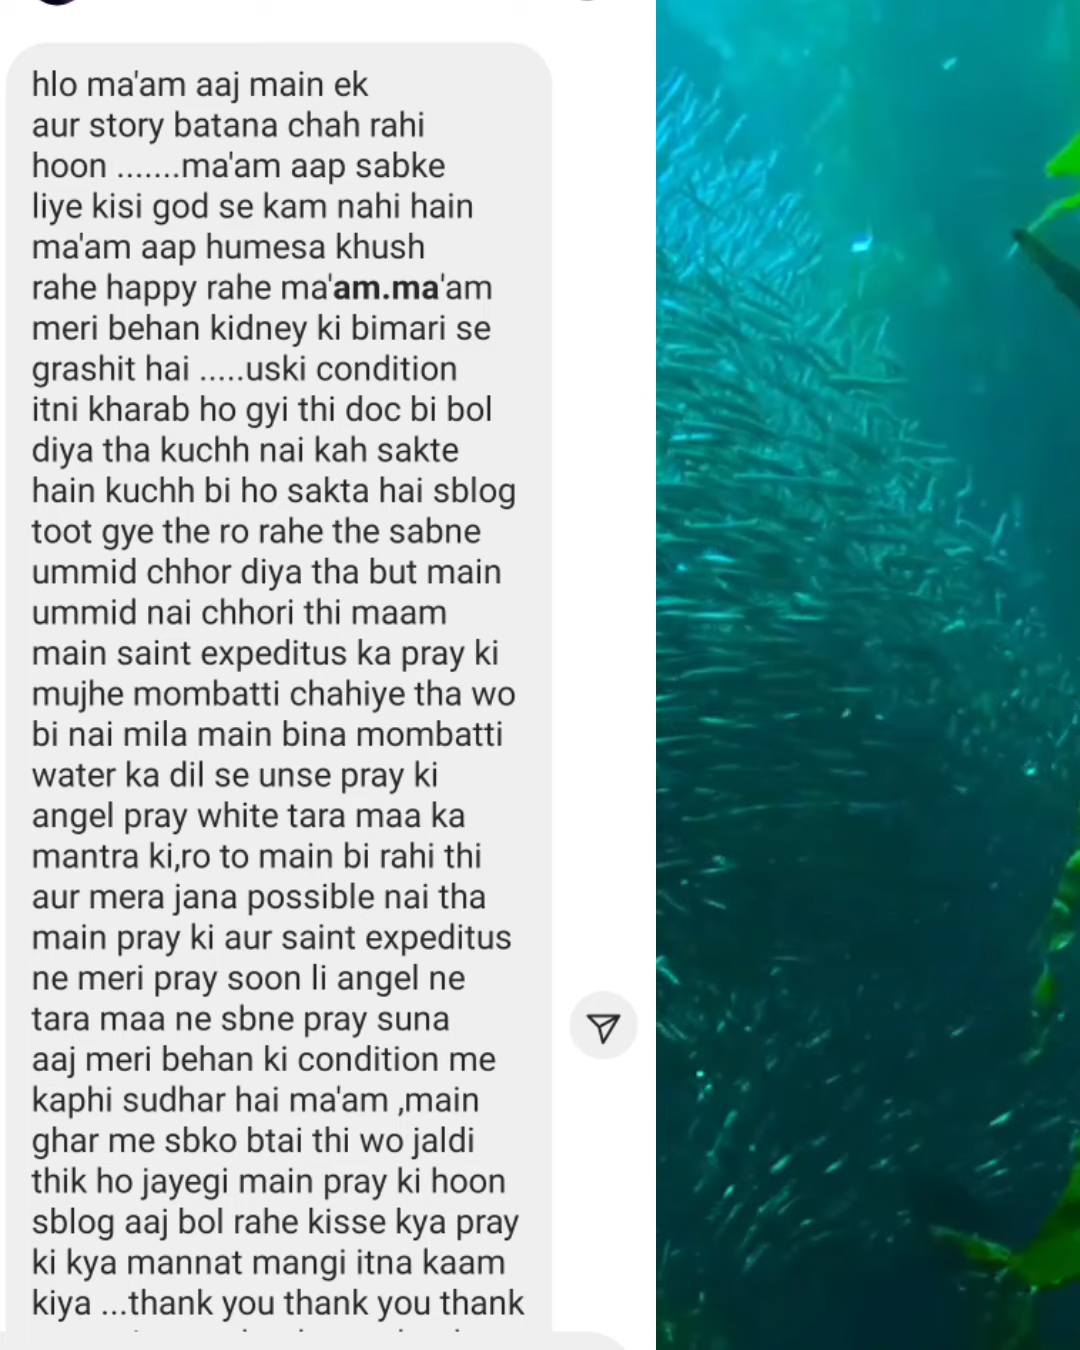 hlo ma'am aaj main ek
aur story batana chah rahi
hoon .......ma'am aap sabke
liye kisi god se kam nahi hain
ma'am aap humesa khush
rahe happy rahe ma'am.ma'am
meri behan kidney ki bimari se
grashit hai .....uski condition
itni kharab ho gyi thi doc bi bol
diya tha kuchh nai kah sakte
hain kuchh bi ho sakta hai sblog
toot gye the ro rahe the sabne
ummid chhor diya tha but main
ummid nai chhori thi maam
main saint expeditus ka pray ki
mujhe mombatti chahiye tha wo
bi nai mila main bina mombatti
water ka dil se unse pray ki
angel pray white tara maa ka
mantra ki,ro to main bi rahi thi
aur mera jana possible nai tha
main pray ki aur saint expeditus
ne meri pray soon li angel ne
tara maa ne sbne pray suna
aaj meri behan ki condition me
kaphi sudhar hai ma'am ,main
ghar me sbko btai thi wo jaldi
thik ho jayegi main pray ki hoon
sblog aaj bol rahe kisse kya pray
ki kya mannat mangi itna kaam
kiya ...thank you thank you thank